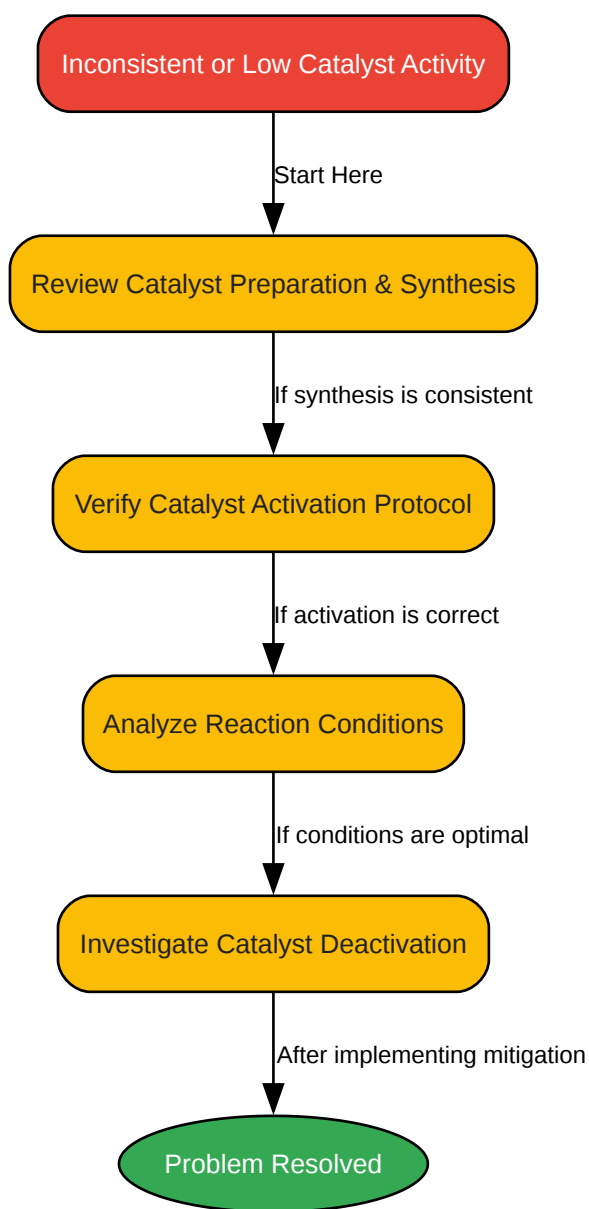 Inconsistent or Low Catalyst Activity
Start Here
Review Catalyst Preparation & Synthesis
If synthesis is consistent
Verify Catalyst Activation Protocol
If activation is correct
Analyze Reaction Conditions
If conditions are optimal
Investigate Catalyst Deactivation
After implementing mitigation
Problem Resolved